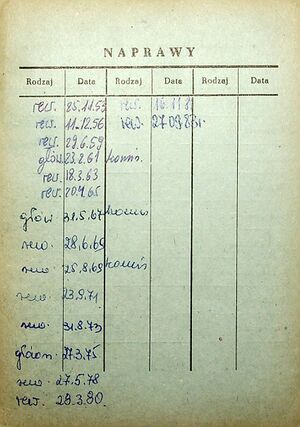 NAPRAWY
Rodzaj Data Rodzaj Data Rodzaj Data
rew. 25.11.53 rew. 16.11.81
rew. 11.12.56 rew. 27.09.83r.
rew. 29.6.59
głów. 23.2.61 komis.
rew. 18.3.63
rew. 20.4.65
głów. 31.5.67 komis
rew. 28.6.69
rew. 25.8.69 komis
rew. 23.9.71
rew. 31.8.73
główn. 27.3.75
rew. 27.5.78
rew. 28.3.80.